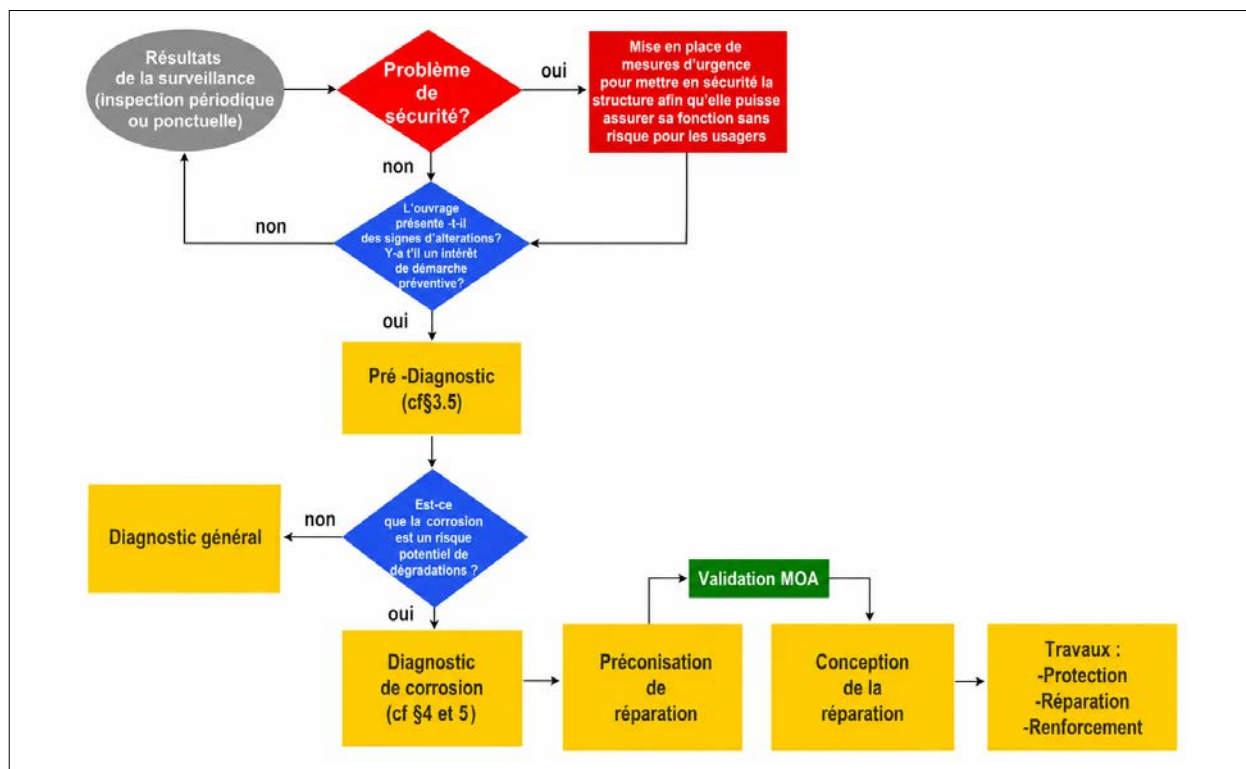 Résultats
de la surveillance
(inspection périodique
ou ponctuelle)
Problème
de
sécurité?
oui
Mise en place de
mesures d'urgence
pour mettre en sécurité la
structure afin qu'elle puisse
assurer sa fonction sans
risque pour les usagers
non
non
L'ouvrage
présente -t-il
des signes d'alterations?
Y-a t'il un intérêt
de démarche
préventive?
oui
Pré -Diagnostic
(cf§3.5)
Diagnostic général
non
Est-ce
que la corrosion
est un risque
potentiel de
dégradations ?
oui
Validation MOA
Diagnostic
de corrosion
(cf §4 et 5)
Préconisation
de
réparation
Conception
de la
réparation
Travaux :
-Protection
-Réparation
-Renforcement